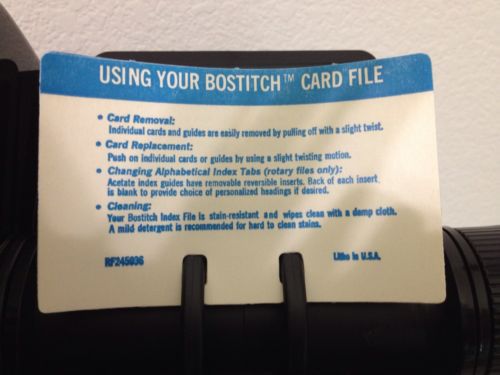 USING YOUR BOSTITCH™ CARD FILE
• Card Removal:
Individual cards and guides are easily removed by pulling off with a slight twist.
• Card Replacement:
Push on individual cards or guides by using a slight twisting motion.
• Changing Alphabetical Index Tabs (rotary files only):
Acetate index guides have removable reversible inserts. Back of each insert
is blank to provide choice of personalized headings if desired.
• Cleaning:
Your Bostitch Index File is stain-resistant and wipes clean with a damp cloth.
A mild detergent is recommended for hard to clean stains.
RF245036 Litho in U.S.A.